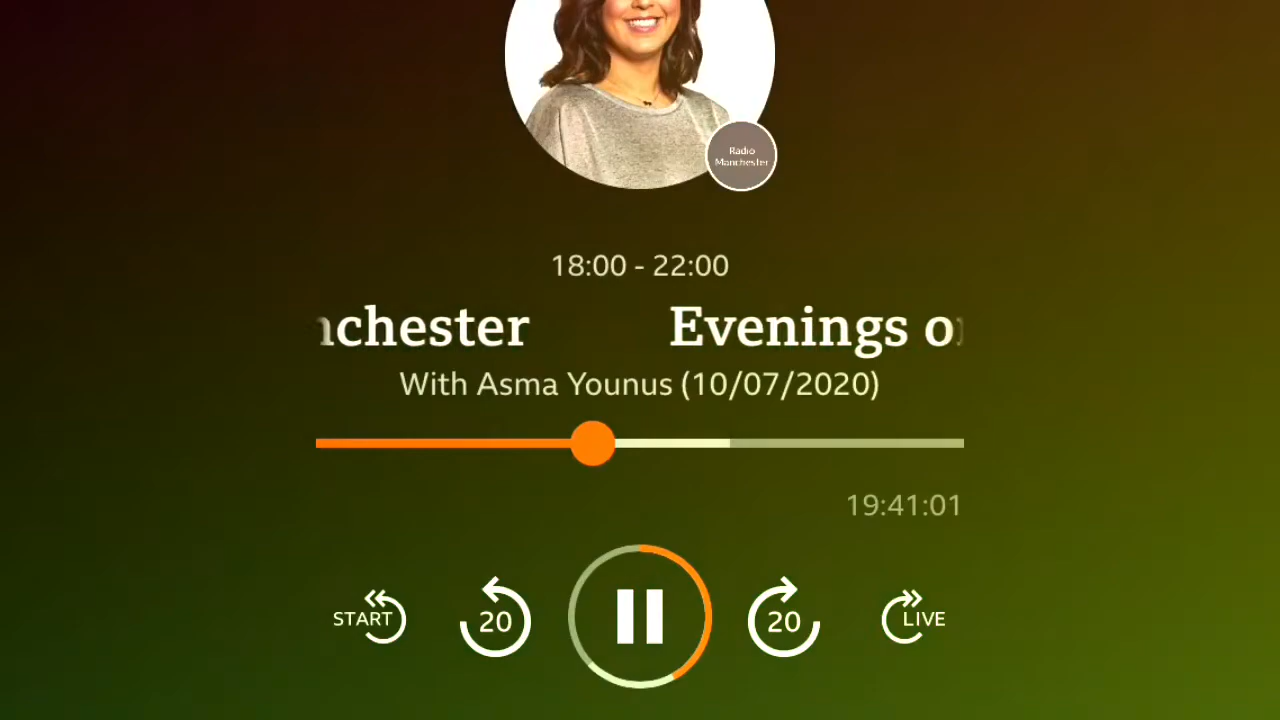 Radio
Manchester
18:00 - 22:00
nchester Evenings o
With Asma Younus (10/07/2020)
19:41:01
START 20 20 LIVE